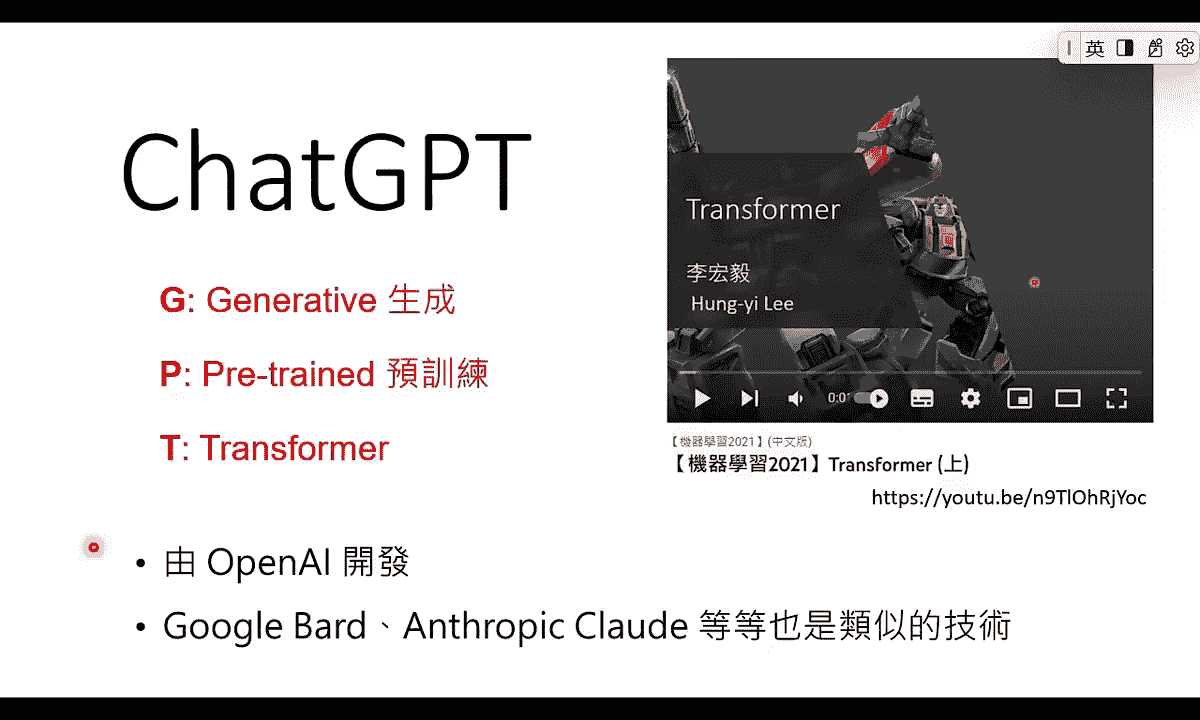 英
ChatGPT
G: Generative 生成
P: Pre-trained 預訓練
T: Transformer
Transformer
李宏毅
Hung-yi Lee
【機器學習2021】(中文版)
【機器學習2021】Transformer (上)
https://youtu.be/n9TlOhRjYoc
• 由 OpenAI 開發
• Google Bard、Anthropic Claude 等等也是類似的技術